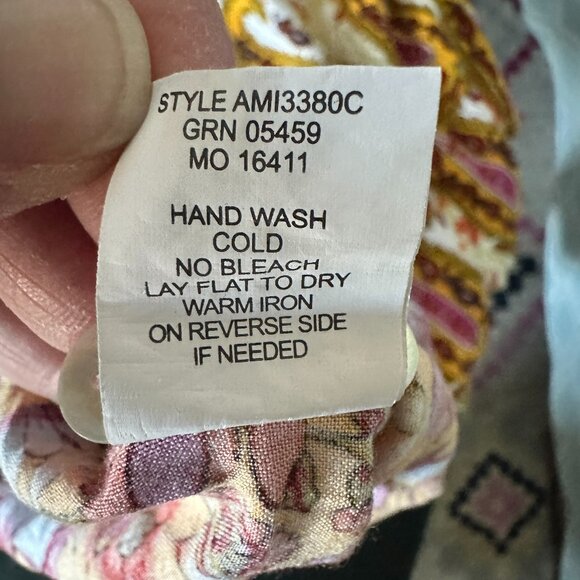 STYLE AMI3380C
GRN 05459
MO 16411
HAND WASH
COLD
NO BLEACH
LAY FLAT TO DRY
WARM IRON
ON REVERSE SIDE
IF NEEDED